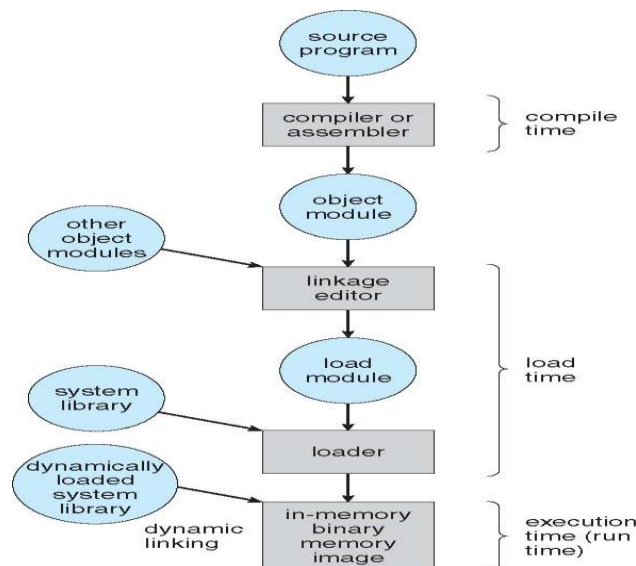 source
program
compiler or
assembler
compile
time
object
module
other
object
modules
linkage
editor
load
module
load
time
system
library
loader
dynamically
loaded
system
library
dynamic
linking
in-memory
binary
memory
image
execution
time (run
time)